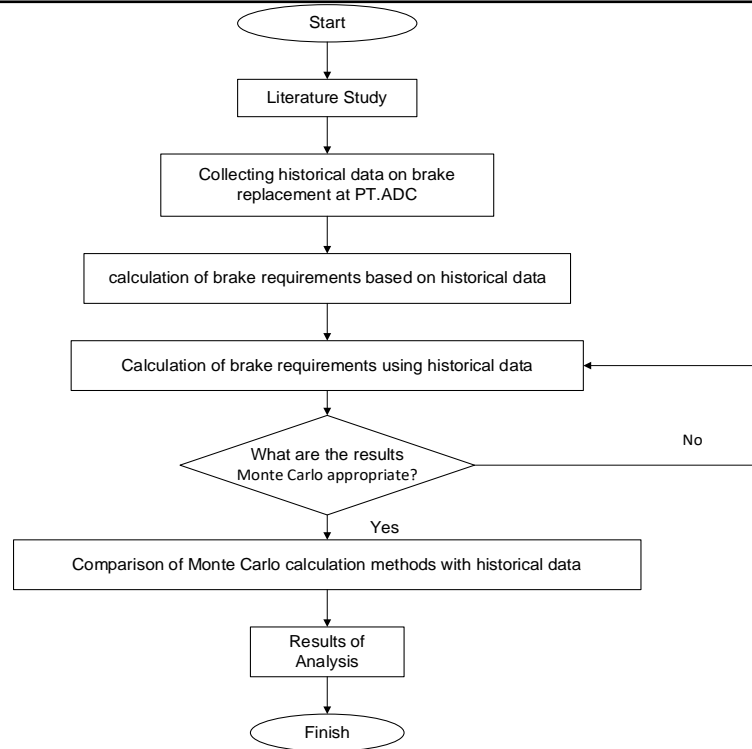 Start
Literature Study
Collecting historical data on brake
replacement at PT.ADC
calculation of brake requirements based on historical data
Calculation of brake requirements using historical data
What are the results
Monte Carlo appropriate?
No
Yes
Comparison of Monte Carlo calculation methods with historical data
Results of
Analysis
Finish